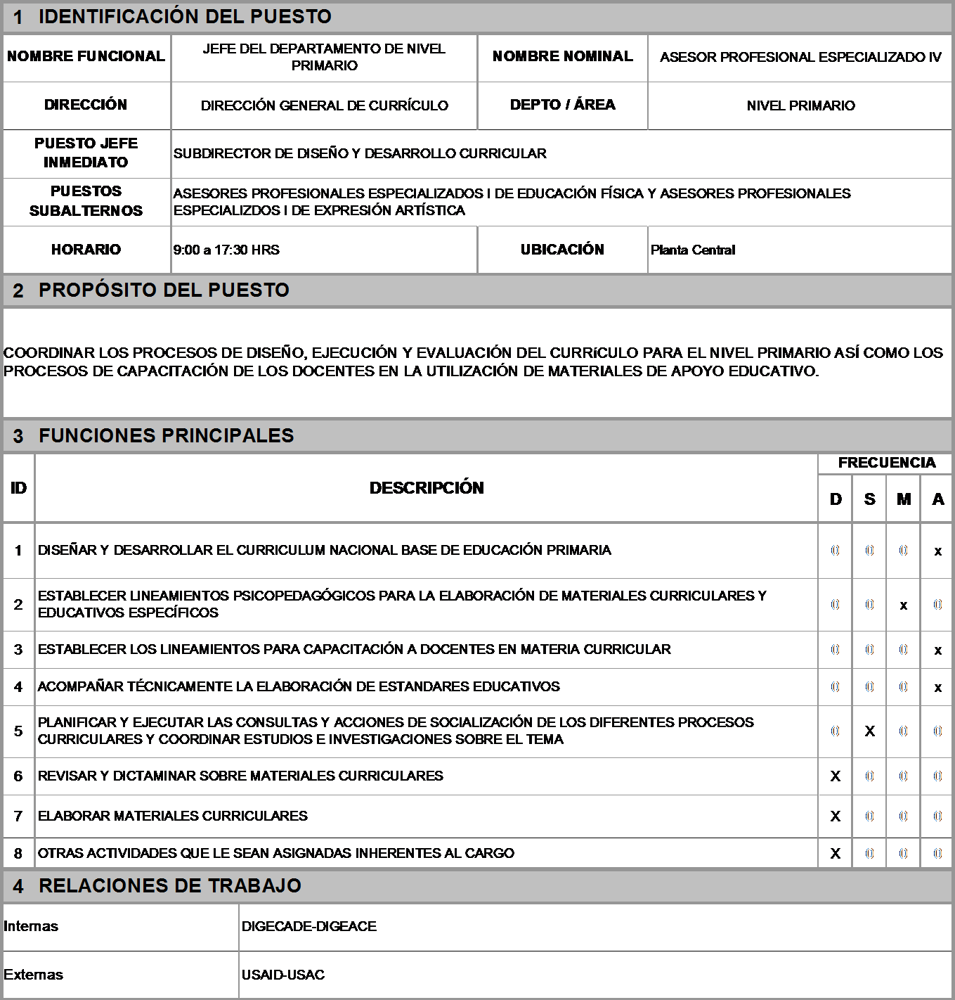 1 IDENTIFICACIÓN DEL PUESTO
NOMBRE FUNCIONAL
JEFE DEL DEPARTAMENTO DE NIVEL
PRIMARIO
NOMBRE NOMINAL
ASESOR PROFESIONAL ESPECIALIZADO IV
DIRECCIÓN
DIRECCIÓN GENERAL DE CURRÍCULO
DEPTO / ÁREA
NIVEL PRIMARIO
PUESTO JEFE
INMEDIATO
SUBDIRECTOR DE DISEÑO Y DESARROLLO CURRICULAR
PUESTOS
SUBALTERNOS
ASESORES PROFESIONALES ESPECIALIZADOS I DE EDUCACIÓN FÍSICA Y ASESORES PROFESIONALES
ESPECIALIZDOS I DE EXPRESIÓN ARTÍSTICA
HORARIO
9:00 a 17:30 HRS
UBICACIÓN
Planta Central
2 PROPÓSITO DEL PUESTO
COORDINAR LOS PROCESOS DE DISEÑO, EJECUCIÓN Y EVALUACIÓN DEL CURRíCULO PARA EL NIVEL PRIMARIO ASÍ COMO LOS
PROCESOS DE CAPACITACIÓN DE LOS DOCENTES EN LA UTILIZACIÓN DE MATERIALES DE APOYO EDUCATIVO.
3 FUNCIONES PRINCIPALES
ID DESCRIPCIÓN FRECUENCIA
D S M A
1 DISEÑAR Y DESARROLLAR EL CURRICULUM NACIONAL BASE DE EDUCACIÓN PRIMARIA 0 0 0 x
2 ESTABLECER LINEAMIENTOS PSICOPEDAGÓGICOS PARA LA ELABORACIÓN DE MATERIALES CURRICULARES Y
EDUCATIVOS ESPECÍFICOS 0 0 x 0
3 ESTABLECER LOS LINEAMIENTOS PARA CAPACITACIÓN A DOCENTES EN MATERIA CURRICULAR 0 0 0 x
4 ACOMPAÑAR TÉCNICAMENTE LA ELABORACIÓN DE ESTANDARES EDUCATIVOS 0 0 0 x
5 PLANIFICAR Y EJECUTAR LAS CONSULTAS Y ACCIONES DE SOCIALIZACIÓN DE LOS DIFERENTES PROCESOS
CURRICULARES Y COORDINAR ESTUDIOS E INVESTIGACIONES SOBRE EL TEMA 0 X 0 0
6 REVISAR Y DICTAMINAR SOBRE MATERIALES CURRICULARES X 0 0 0
7 ELABORAR MATERIALES CURRICULARES X 0 0 0
8 OTRAS ACTIVIDADES QUE LE SEAN ASIGNADAS INHERENTES AL CARGO X 0 0 0
4 RELACIONES DE TRABAJO
Internas DIGECADE-DIGEACE
Externas USAID-USAC